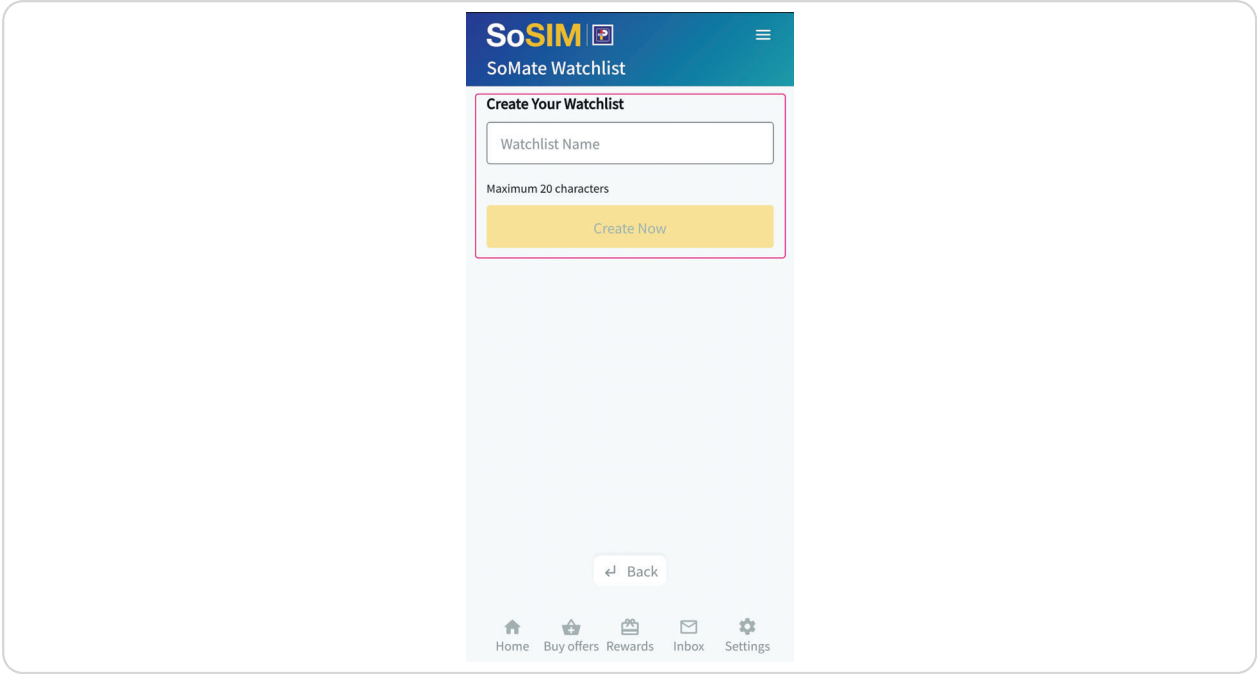 SoSIM
SoMate Watchlist
Create Your Watchlist
Watchlist Name
Maximum 20 characters
Create Now
Back
Home Buy offers Rewards Inbox Settings